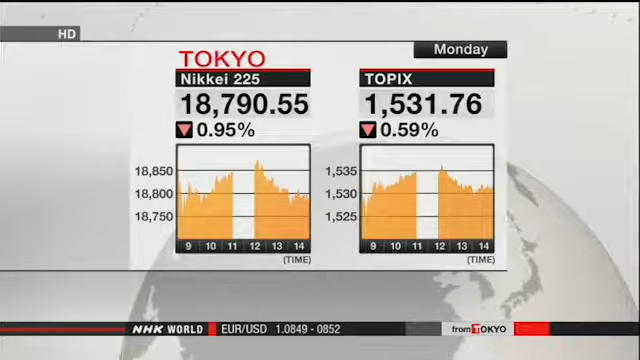 HD
Monday
TOKYO
Nikkei 225
18,790.55
▼ 0.95%
18,850
18,800
18,750
9 10 11 12 13 14
(TIME)
TOPIX
1,531.76
▼ 0.59%
1,535
1,530
1,525
9 10 11 12 13 14
(TIME)
NHK WORLD EUR/USD 1.0849 - 0852 from TOKYO